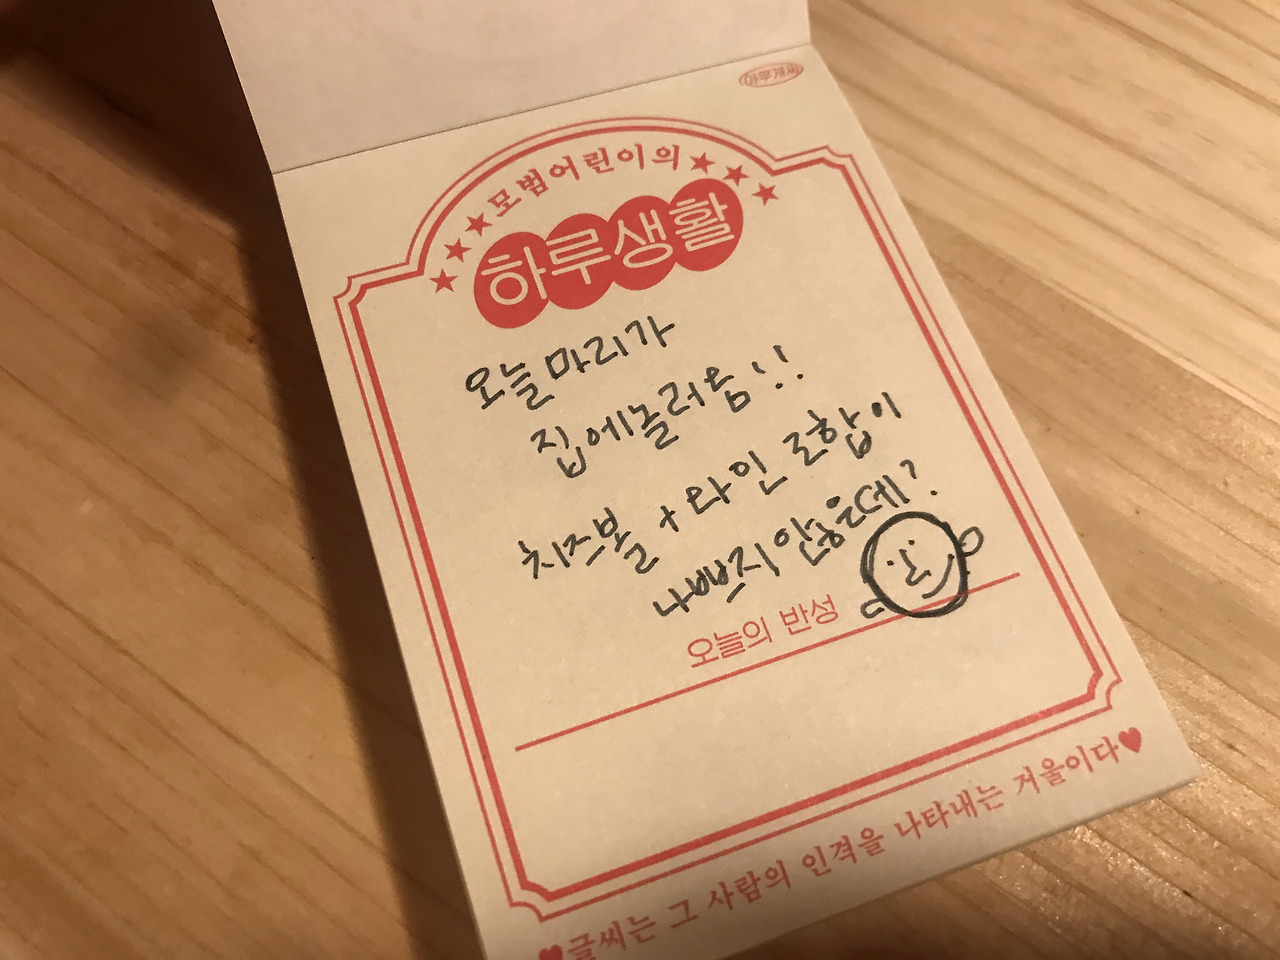 아무개씨
모범어린이의
하루생활
오늘 마리가
집에 놀러옴!!
치즈볼 + 와인 조합이
나쁘지 않은데?
오늘의 반성
글씨는 그 사람의 인격을 나타내는 거울이다